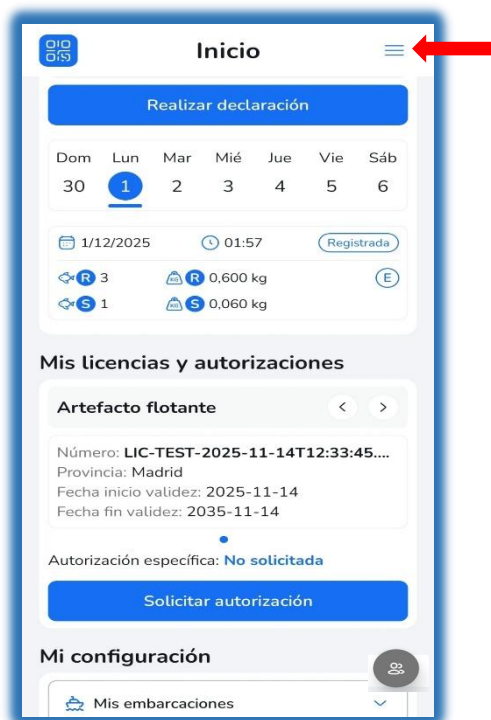 Inicio
Realizar declaración
Dom Lun Mar Mié Jue Vie Sáb
30 1 2 3 4 5 6
1/12/2025 01:57 Registrada
R 3 KG R 0,600 kg E
S 1 KG S 0,060 kg
Mis licencias y autorizaciones
Artefacto flotante
Número: LIC-TEST-2025-11-14T12:33:45....
Provincia: Madrid
Fecha inicio validez: 2025-11-14
Fecha fin validez: 2035-11-14
Autorización específica: No solicitada
Solicitar autorización
Mi configuración
Mis embarcaciones